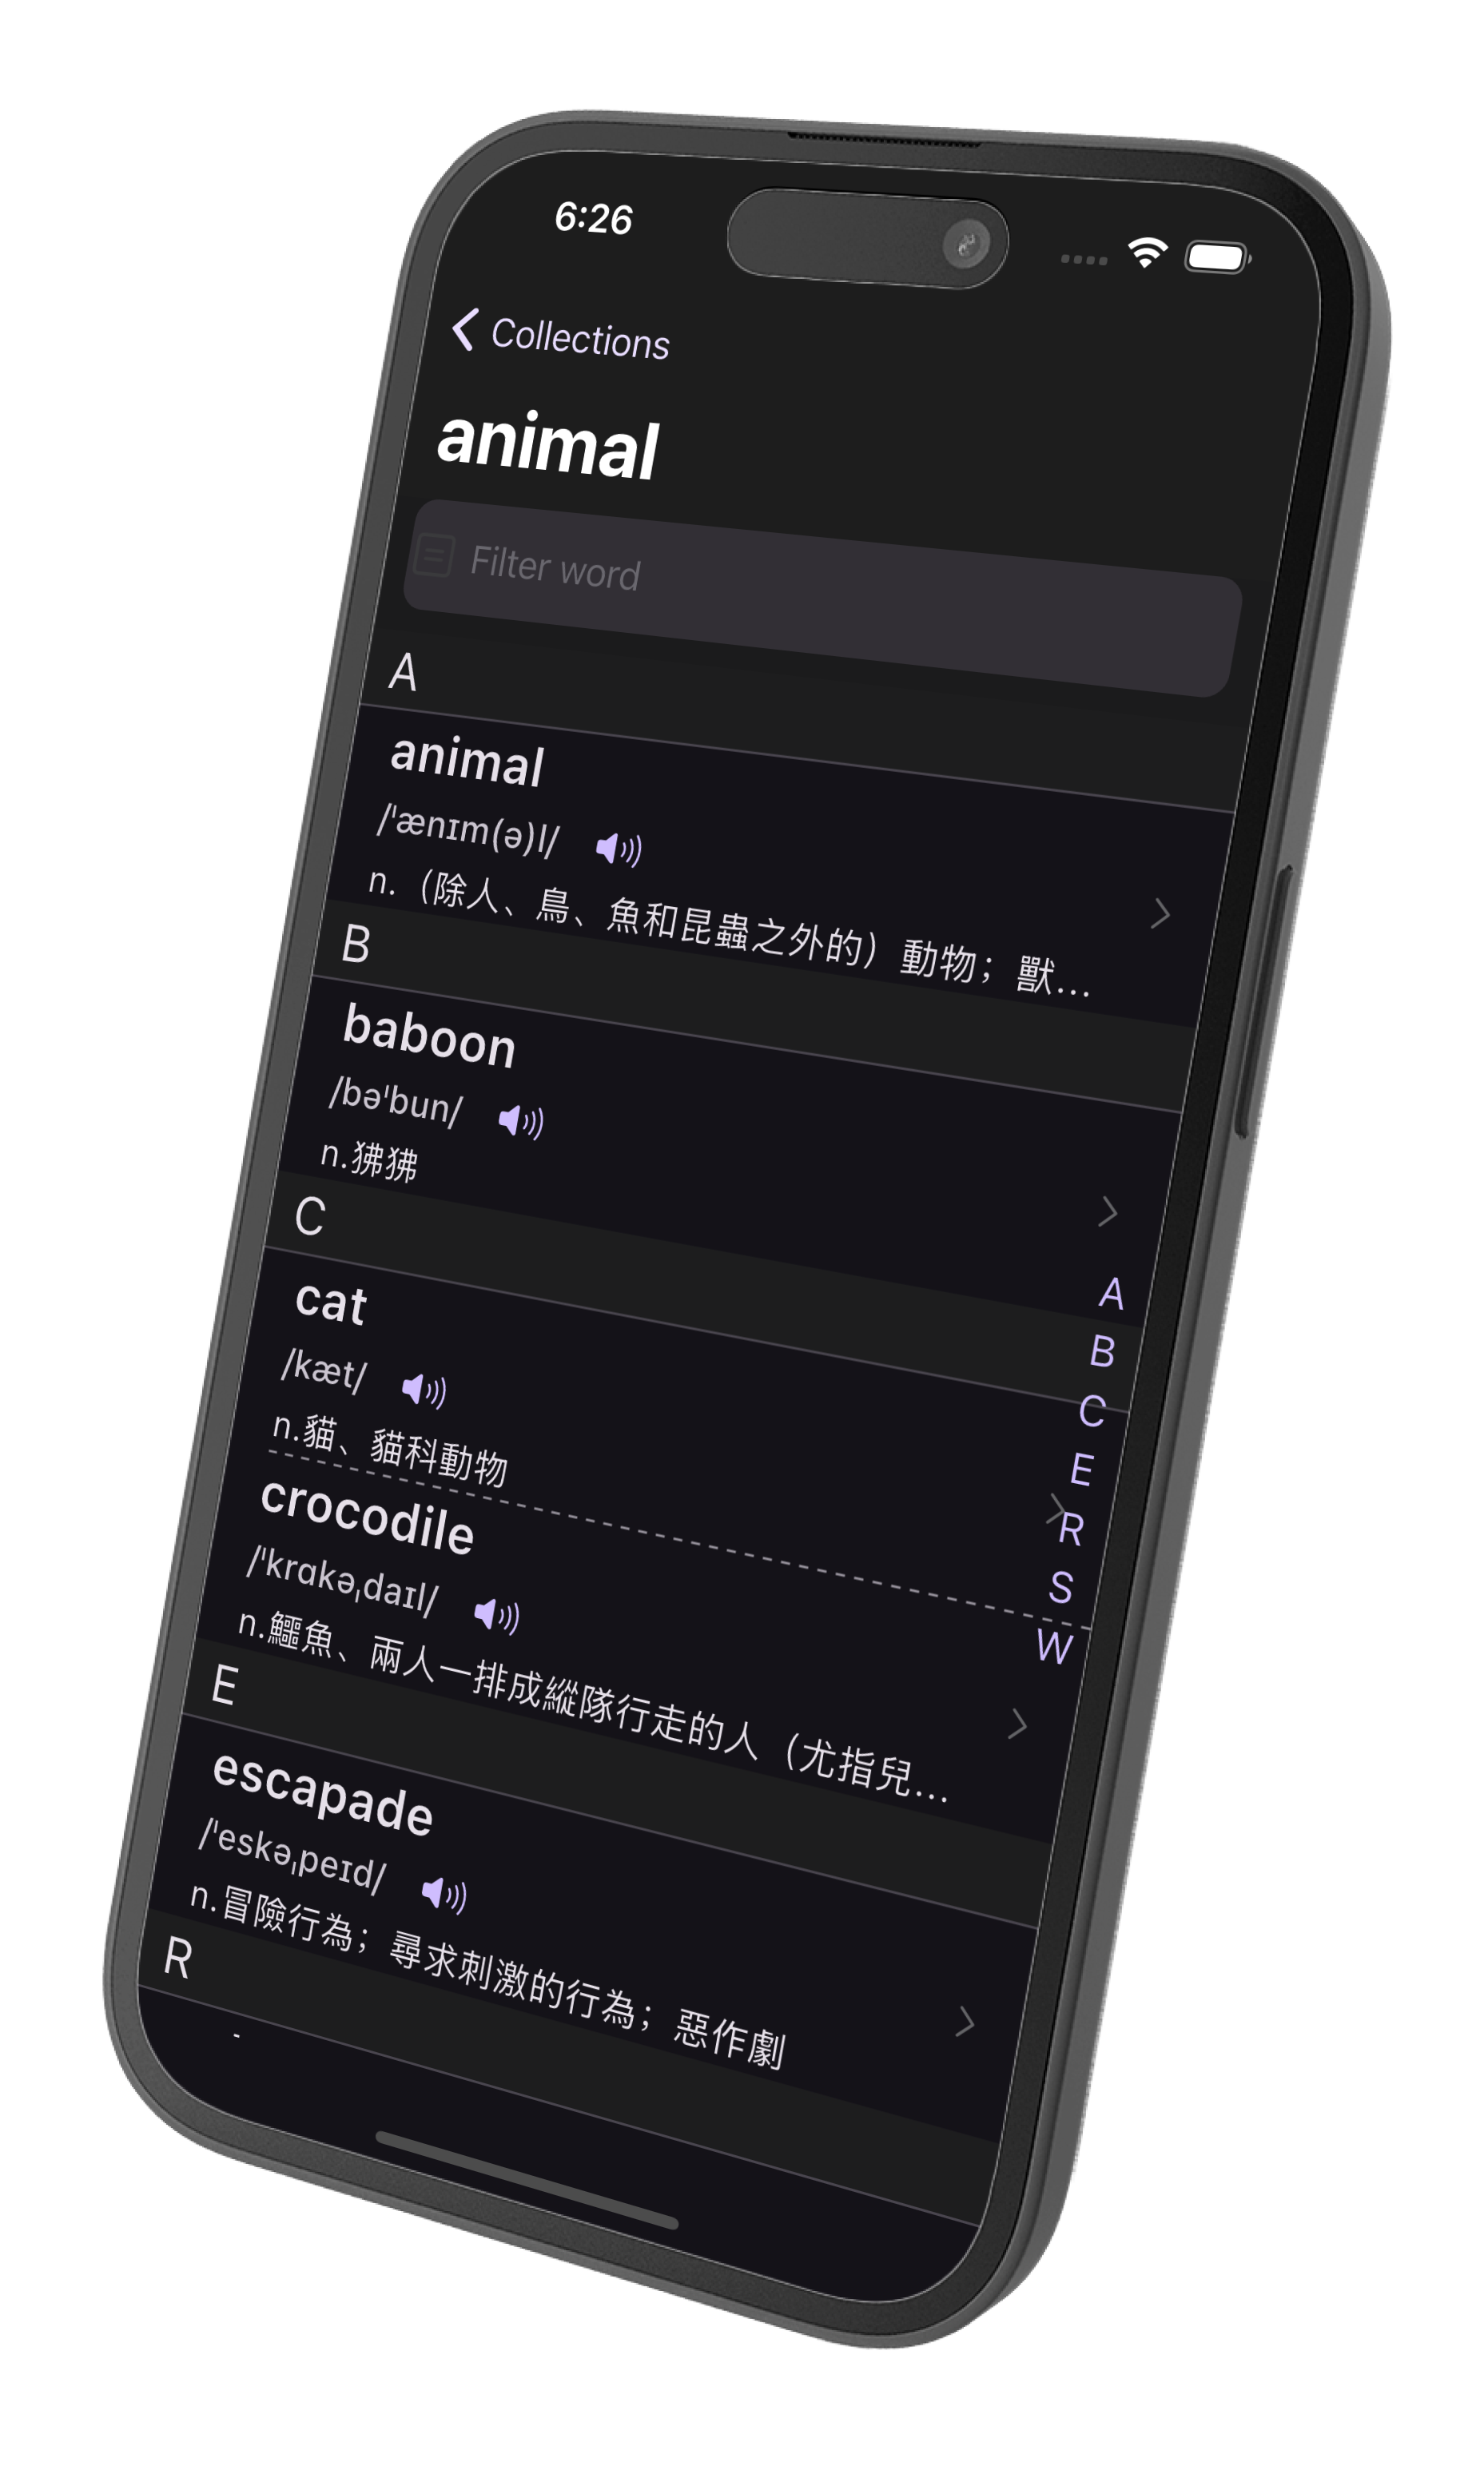 6:26
Collections
animal
Filter word
A
animal
/ˈænɪm(ə)l/
n.（除人、鳥、魚和昆蟲之外的）動物；獸...
B
baboon
/bəˈbun/
n.狒狒
C
cat
/kæt/
n.貓、貓科動物
crocodile
/ˈkrɑkəˌdaɪl/
n.鱷魚、兩人一排成縱隊行走的人（尤指兒...
E
escapade
/ˈeskəˌpeɪd/
n.冒險行為；尋求刺激的行為；惡作劇
R
A
B
C
E
R
S
W